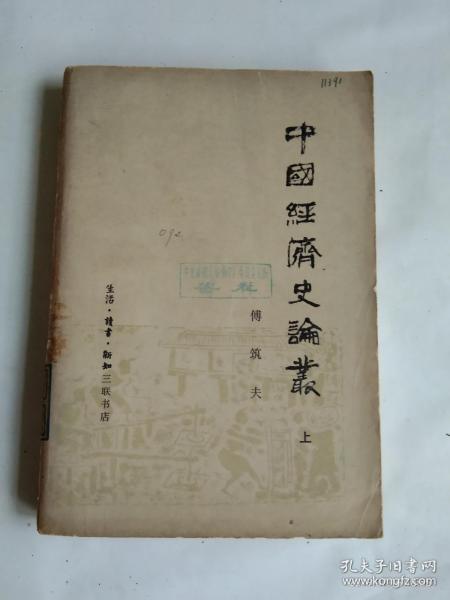 11391
中國經濟史論叢
上
092
傅筑夫
生活·讀書·新知三联书店
孔夫子旧书网
www.kongfz.com